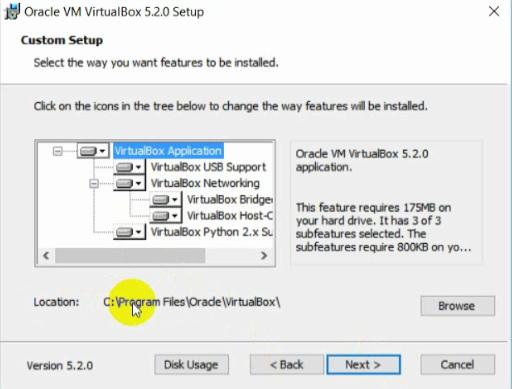 Oracle VM VirtualBox 5.2.0 Setup
Custom Setup
Select the way you want features to be installed.
Click on the icons in the tree below to change the way features will be installed.
VirtualBox Application
VirtualBox USB Support
VirtualBox Networking
VirtualBox Bridge
VirtualBox Host-C
VirtualBox Python 2.x Su
Oracle VM VirtualBox 5.2.0
application.
This feature requires 175MB on
your hard drive. It has 3 of 3
subfeatures selected. The
subfeatures require 800KB on yo...
Location: C:\Program Files\Oracle\VirtualBox\
Browse
Version 5.2.0 Disk Usage < Back Next > Cancel